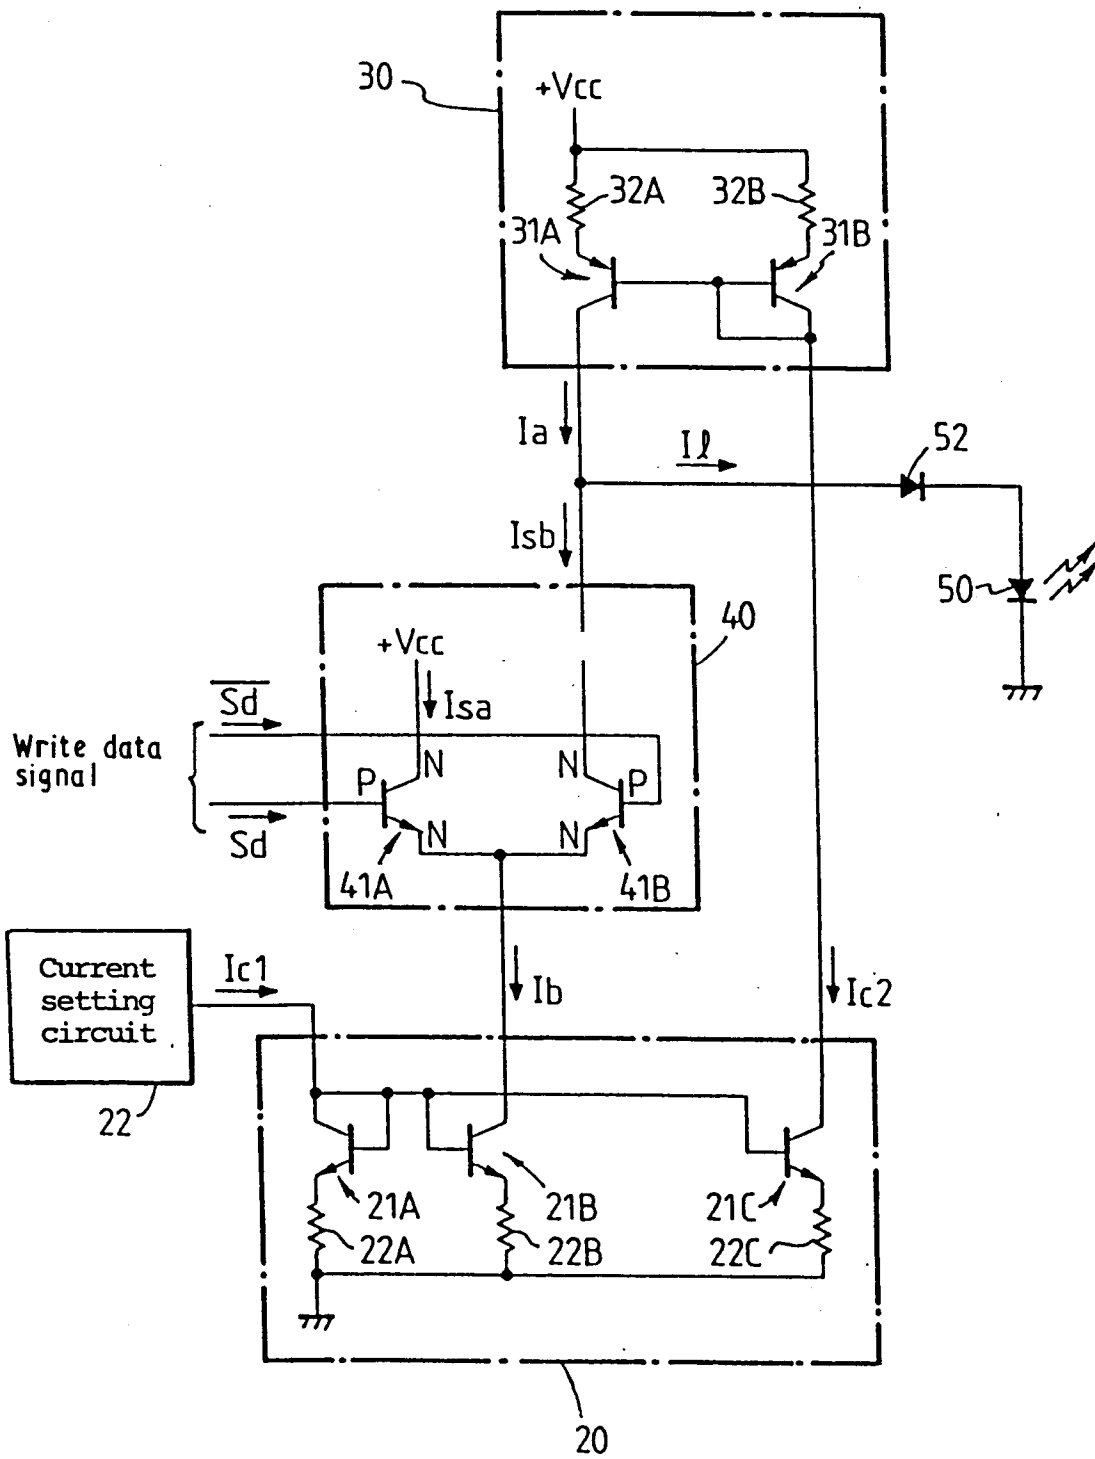 30
+Vcc
32A
32B
31A
31B
Ia
Iℓ
52
Isb
50
40
+Vcc
Isa
Sd
Write data
signal
P
N
N
P
Sd
N
N
41A
41B
Current
setting
circuit
Ic1
Ib
Ic2
22
21A
21B
21C
22A
22B
22C
20